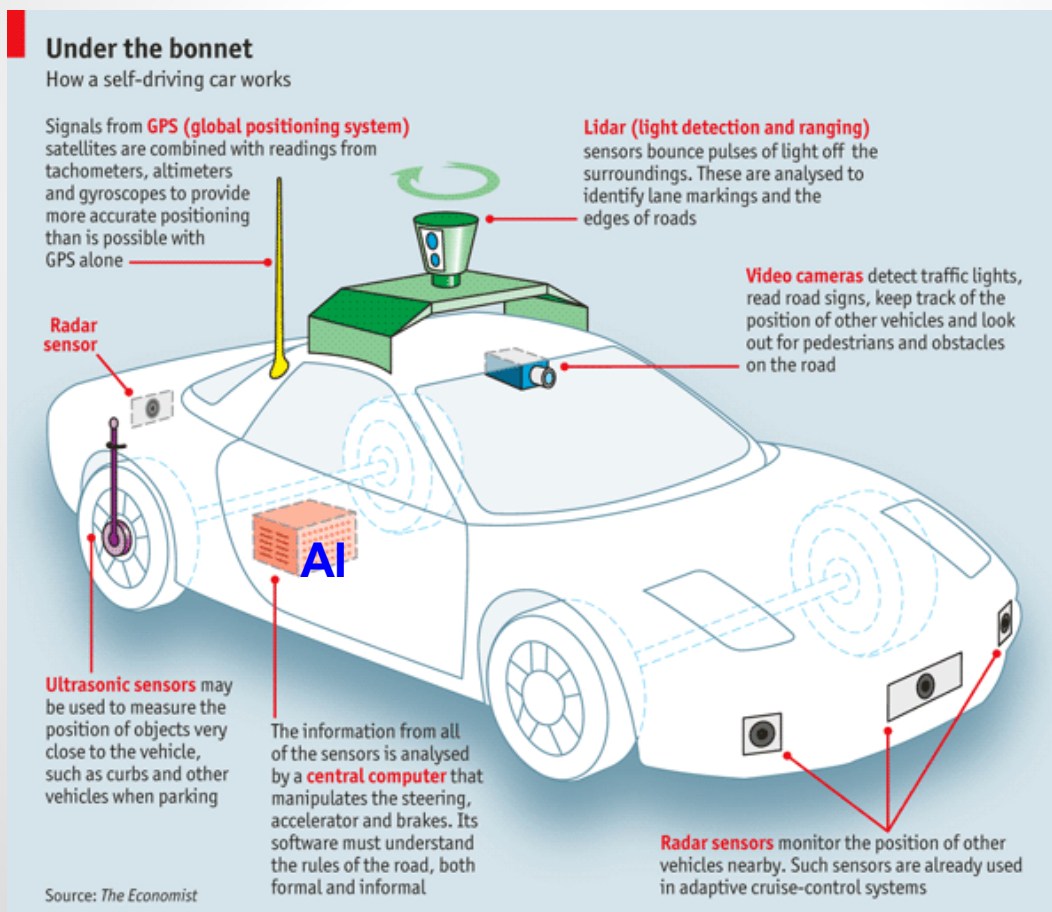 Under the bonnet
How a self-driving car works
Signals from GPS (global positioning system)
satellites are combined with readings from
tachometers, altimeters
and gyroscopes to provide
more accurate positioning
than is possible with
GPS alone
Lidar (light detection and ranging)
sensors bounce pulses of light off the
surroundings. These are analysed to
identify lane markings and the
edges of roads
Video cameras detect traffic lights,
read road signs, keep track of the
position of other vehicles and look
out for pedestrians and obstacles
on the road
Radar
sensor
AI
Ultrasonic sensors may
be used to measure the
position of objects very
close to the vehicle,
such as curbs and other
vehicles when parking
The information from all
of the sensors is analysed
by a central computer that
manipulates the steering,
accelerator and brakes. Its
software must understand
the rules of the road, both
formal and informal
Radar sensors monitor the position of other
vehicles nearby. Such sensors are already used
in adaptive cruise-control systems
Source: The Economist